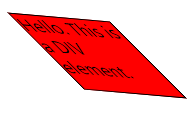 Hello. This is
a DIV
element.